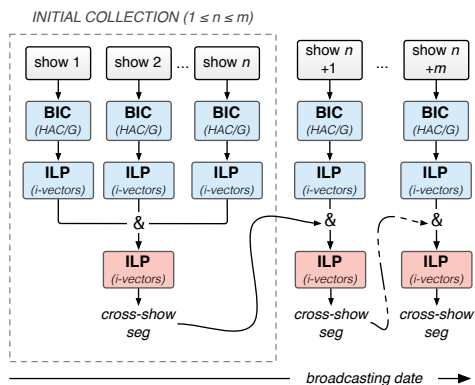 INITIAL COLLECTION (1 ≤ n ≤ m)
show 1 show 2 ... show n show n +1 ... show n +m
BIC BIC BIC BIC BIC
(HAC/G) (HAC/G) (HAC/G) (HAC/G) (HAC/G)
ILP ILP ILP ILP ILP
(i-vectors) (i-vectors) (i-vectors) (i-vectors) (i-vectors)
& & &
ILP ILP ILP
(i-vectors) (i-vectors) (i-vectors)
cross-show cross-show cross-show
seg seg seg
broadcasting date